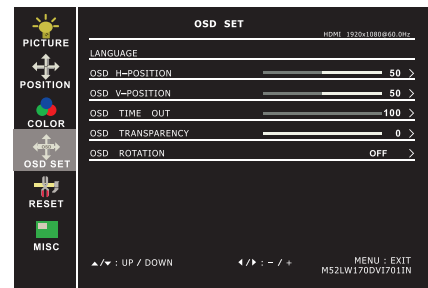 OSD SET
HDMI 1920x1080@60.0Hz
PICTURE
POSITION
COLOR
OSD SET
RESET
MISC
LANGUAGE
OSD H-POSITION 50 >
OSD V-POSITION 50 >
OSD TIME OUT 100 >
OSD TRANSPARENCY 0 >
OSD ROTATION OFF >
▲/▼ : UP / DOWN ◀/▶ : - / + MENU : EXIT
M52LW170DVI701IN